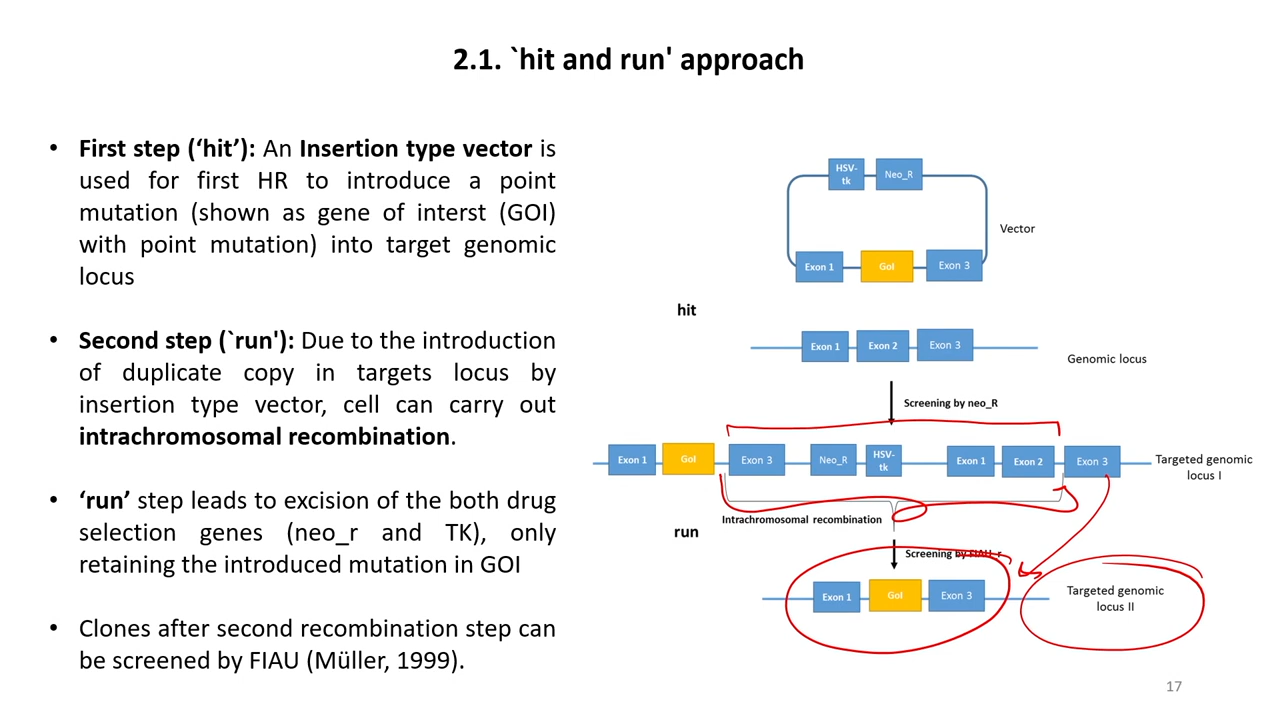 2.1. `hit and run' approach
• First step (‘hit’): An Insertion type vector is
used for first HR to introduce a point
mutation (shown as gene of interst (GOI)
with point mutation) into target genomic
locus
• Second step (`run'): Due to the introduction
of duplicate copy in targets locus by
insertion type vector, cell can carry out
intrachromosomal recombination.
• ‘run’ step leads to excision of the both drug
selection genes (neo_r and TK), only
retaining the introduced mutation in GOI
• Clones after second recombination step can
be screened by FIAU (Müller, 1999).
HSV-
tk
Neo_R
Vector
Exon 1
GoI
Exon 3
hit
Exon 1
Exon 2
Exon 3
Genomic locus
Screening by neo_R
Exon 1
GoI
Exon 3
Neo_R
HSV-
tk
Exon 1
Exon 2
Exon 3
Targeted genomic
locus I
Intrachromosomal recombination
run
Screening by FIAU_r
Exon 1
GoI
Exon 3
Targeted genomic
locus II
17